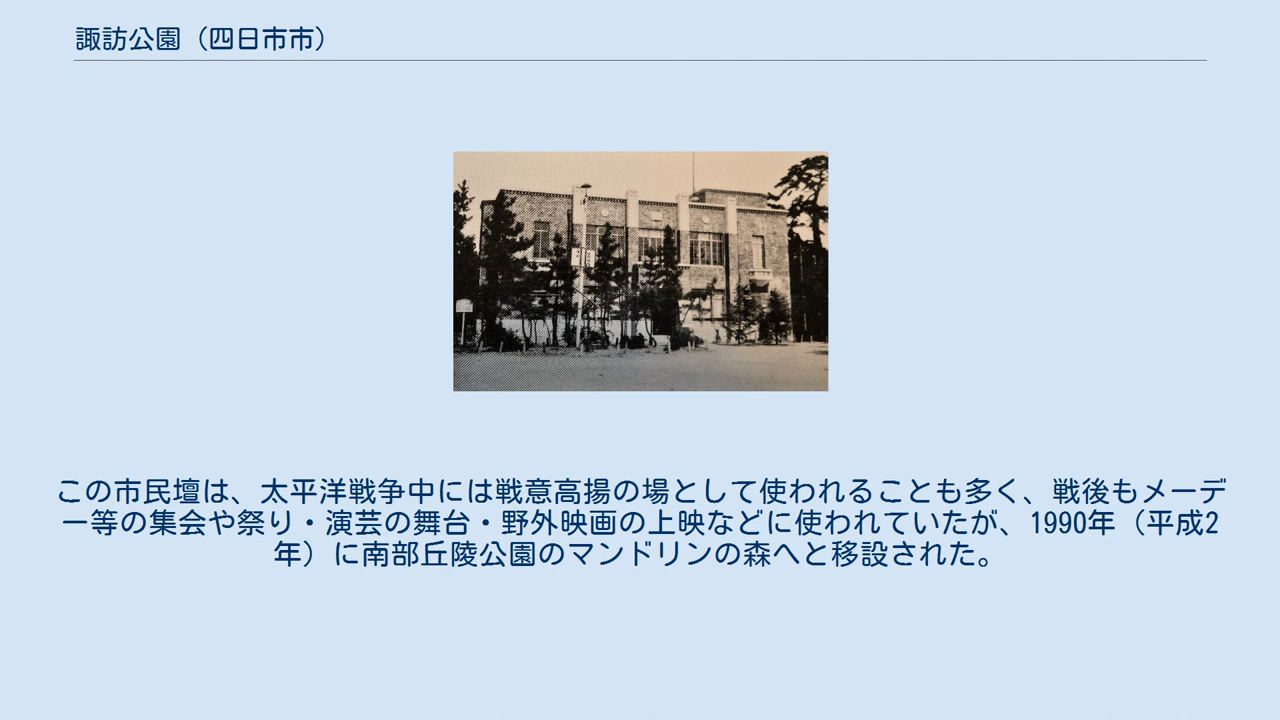 諏訪公園（四日市市）
この市民壇は、太平洋戦争中には戦意高揚の場として使われることも多く、戦後もメーデ
ー等の集会や祭り・演芸の舞台・野外映画の上映などに使われていたが、1990年（平成2
年）に南部丘陵公園のマンドリンの森へと移設された。